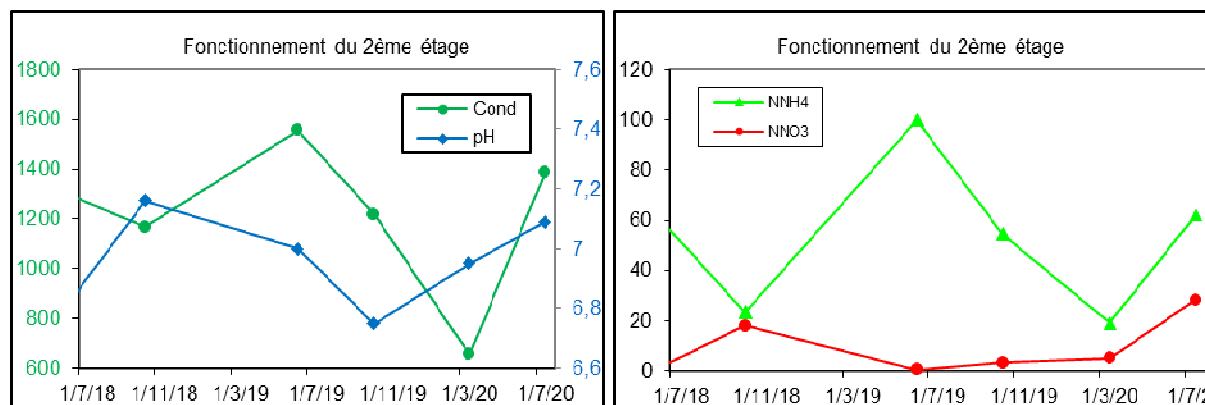 Fonctionnement du 2ème étage
1800
1600
1400
1200
1000
800
600
7,6
7,4
7,2
7
6,8
6,6
Cond
pH
1/7/18 1/11/18 1/3/19 1/7/19 1/11/19 1/3/20 1/7/20
Fonctionnement du 2ème étage
120
100
80
60
40
20
0
NNH4
NNO3
1/7/18 1/11/18 1/3/19 1/7/19 1/11/19 1/3/20 1/7/20